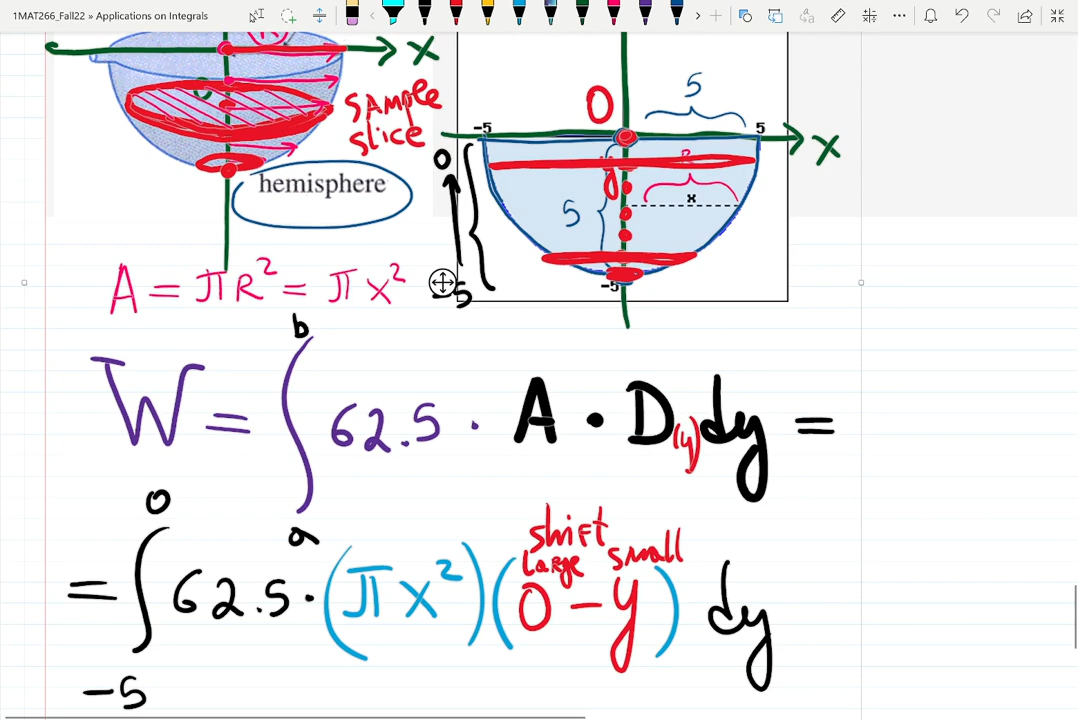 1MAT266_Fall22 » Applications on Integrals
R
x
sample
slice
hemisphere
O
5
-5
5
x
0
y
R
x
5
-5
-5
A = πR² = πx²
b
W = ∫ 62.5 · A · D(y) dy =
a
0
shift
Large small
= ∫ 62.5 · (πx²)(0 - y) dy
-5